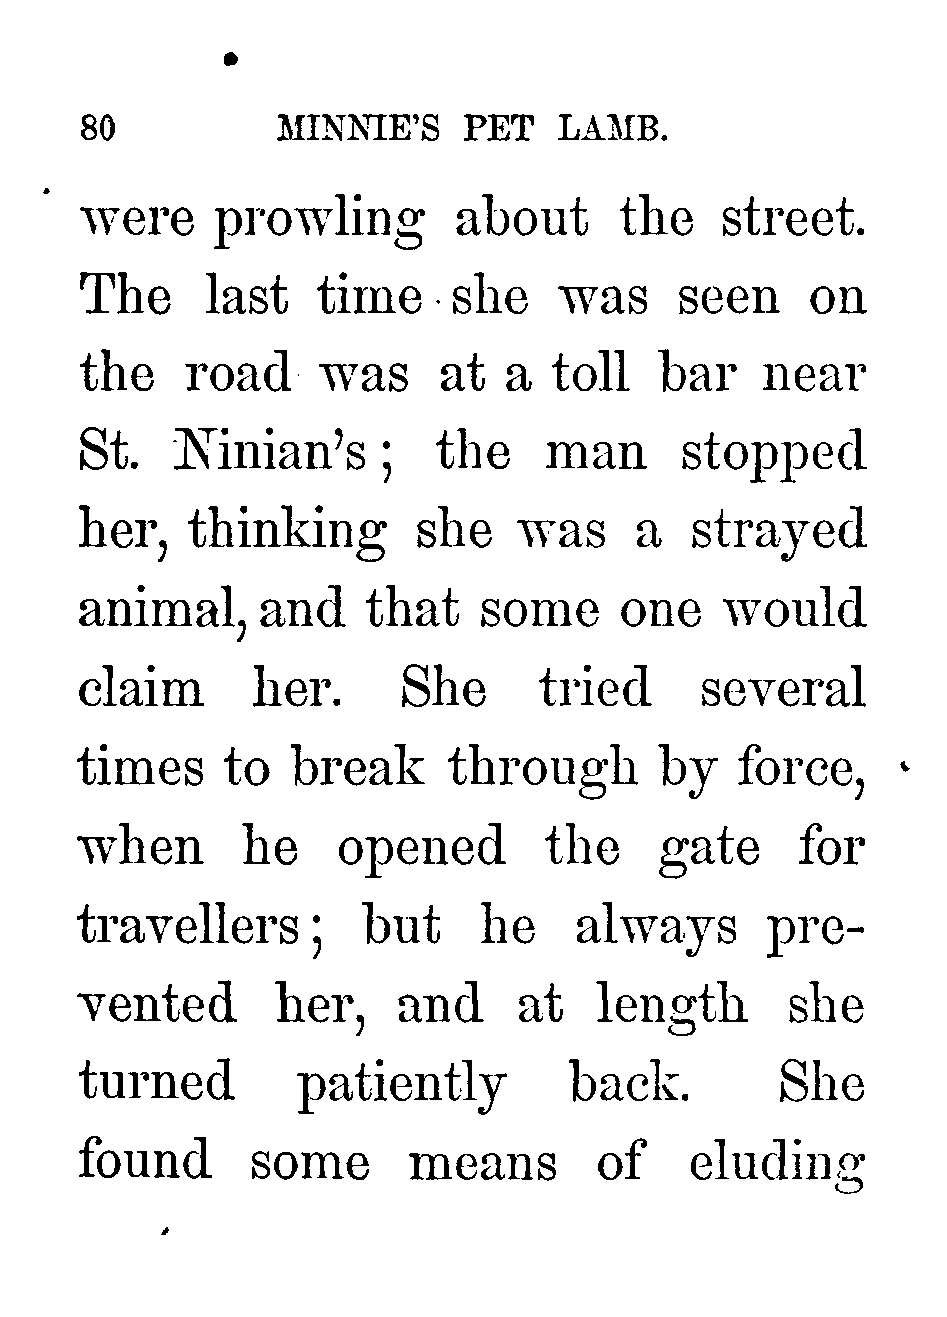 80 MINNIE'S PET LAMB.
were prowling about the street.
The last time she was seen on
the road was at a toll bar near
St. Ninian's; the man stopped
her, thinking she was a strayed
animal, and that some one would
claim her. She tried several
times to break through by force,
when he opened the gate for
travellers; but he always pre-
vented her, and at length she
turned patiently back. She
found some means of eluding